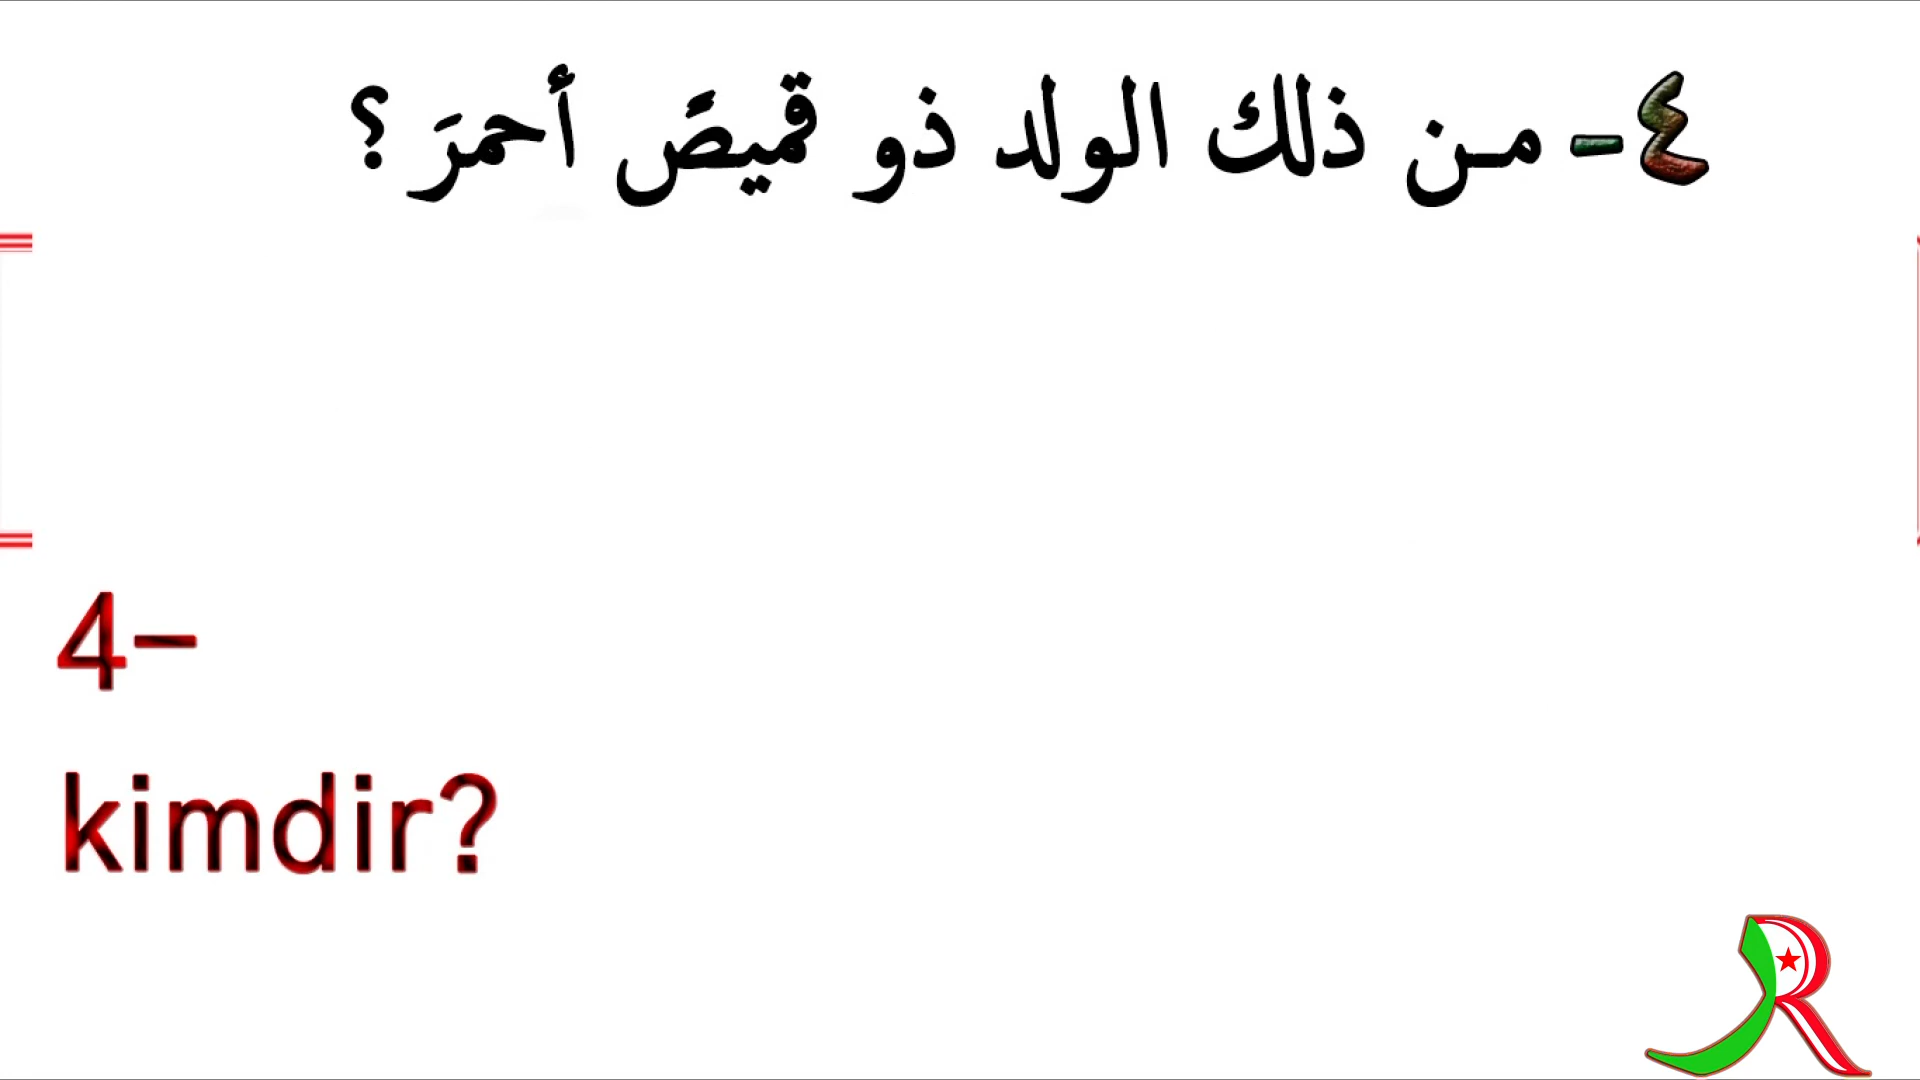 ٤- من ذلك الولد ذو قميصً أحمرَ ؟
4-
kimdir?